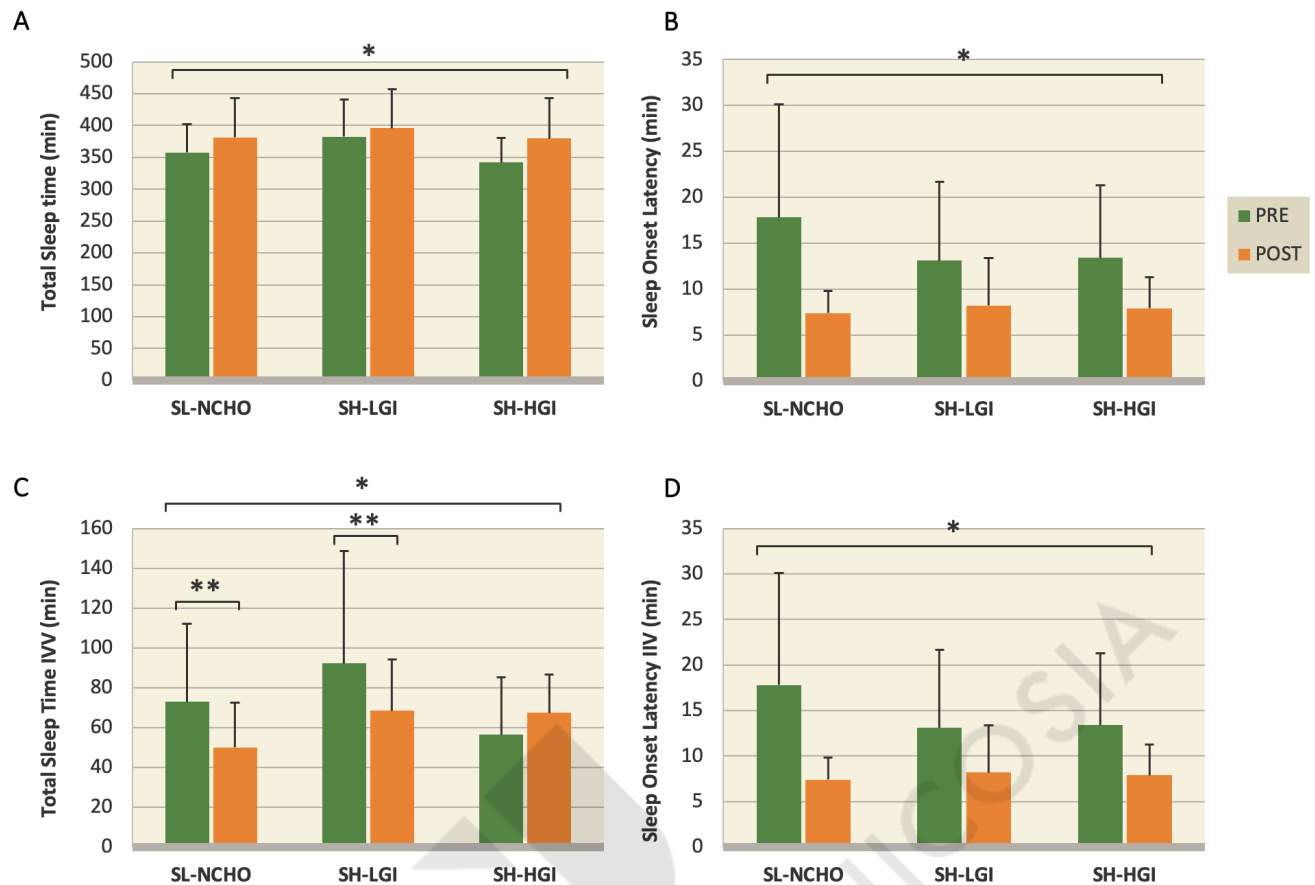 A
Total Sleep time (min)
500
450
400
350
300
250
200
150
100
50
0
*
SL-NCHO SH-LGI SH-HGI
B
Sleep Onset Latency (min)
35
30
25
20
15
10
5
0
*
SL-NCHO SH-LGI SH-HGI
PRE
POST
C
Total Sleep Time IVV (min)
160
140
120
100
80
60
40
20
0
*
**
**
SL-NCHO SH-LGI SH-HGI
D
Sleep Onset Latency IIV (min)
35
30
25
20
15
10
5
0
*
SL-NCHO SH-LGI SH-HGI
ICOSIA